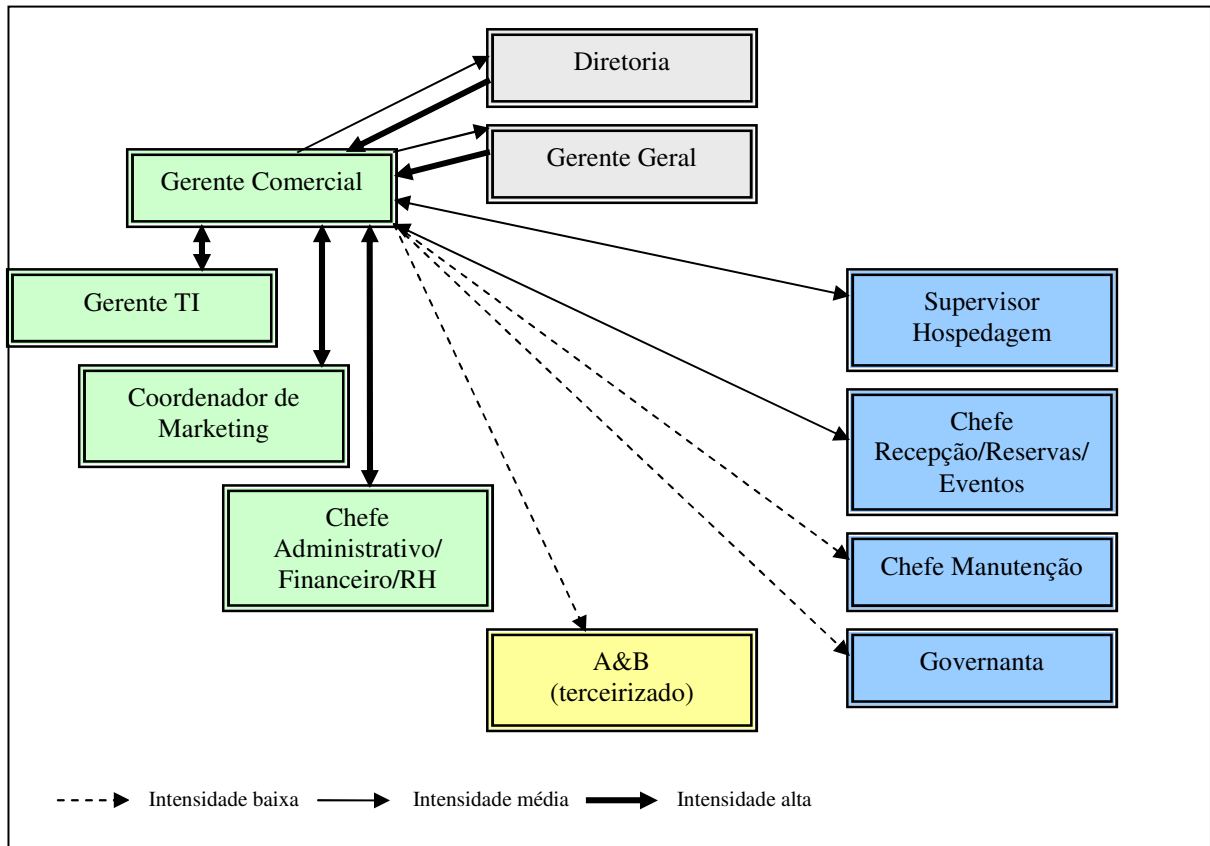 Diretoria
Gerente Geral
Gerente Comercial
Gerente TI
Supervisor
Hospedagem
Coordenador de
Marketing
Chefe
Recepção/Reservas/
Eventos
Chefe
Administrativo/
Financeiro/RH
Chefe Manutenção
A&B
(terceirizado)
Governanta
Intensidade baixa
Intensidade média
Intensidade alta